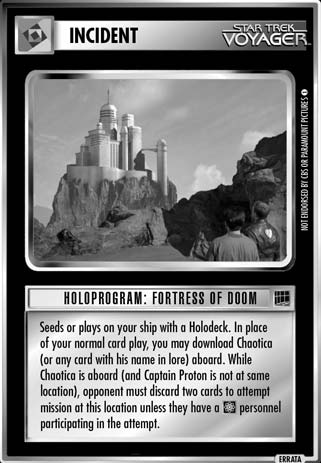 INCIDENT
STAR TREK
VOYAGER
NOT ENDORSED BY CBS OR PARAMOUNT PICTURES
HOLOPROGRAM: FORTRESS OF DOOM
Seeds or plays on your ship with a Holodeck. In place
of your normal card play, you may download Chaotica
(or any card with his name in lore) aboard. While
Chaotica is aboard (and Captain Proton is not at same
location), opponent must discard two cards to attempt
mission at this location unless they have a personnel
participating in the attempt.
ERRATA